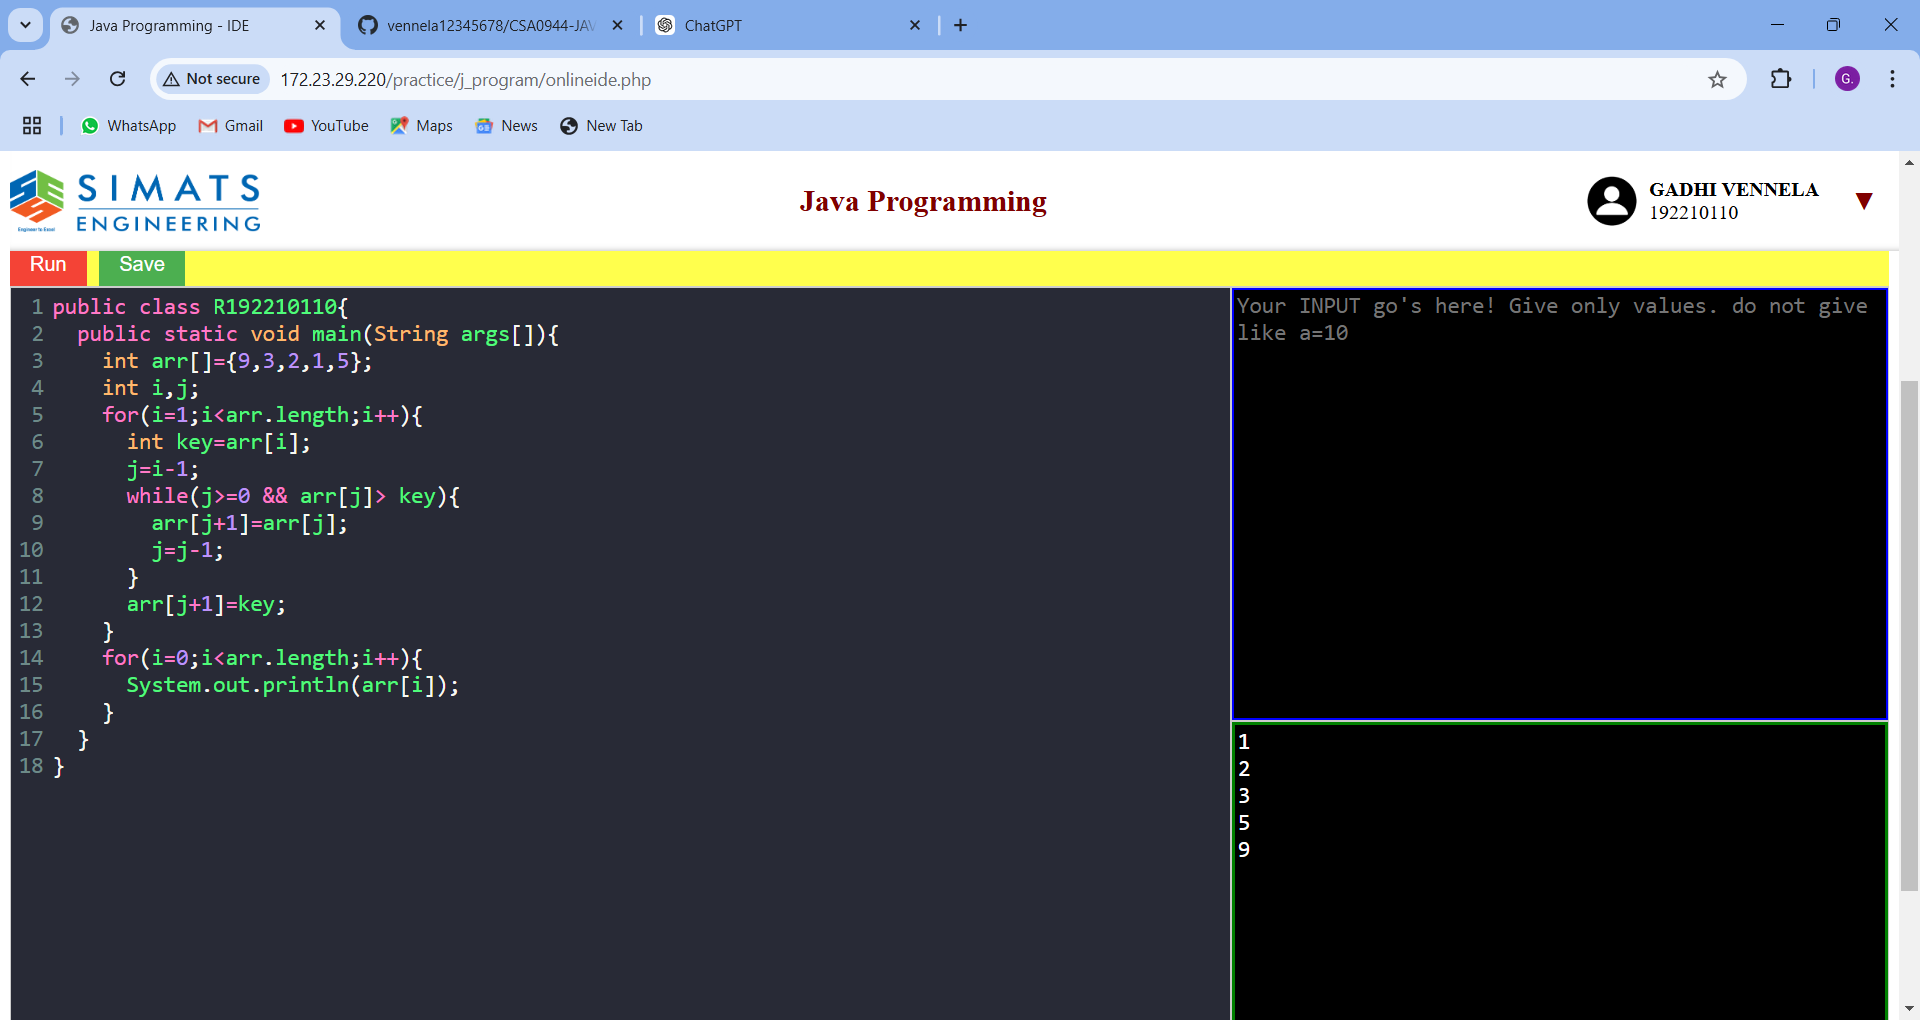 Java Programming - IDE
vennela12345678/CSA0944-JAV
ChatGPT
Not secure
172.23.29.220/practice/j_program/onlineide.php
G.
WhatsApp
Gmail
YouTube
Maps
News
New Tab
SIMATS
ENGINEERING
Engineer to Excel
Java Programming
GADHI VENNELA
192210110
Run
Save
1 public class R192210110{
2 public static void main(String args[]){
3 int arr[]={9,3,2,1,5};
4 int i,j;
5 for(i=1;i<arr.length;i++){
6 int key=arr[i];
7 j=i-1;
8 while(j>=0 && arr[j]> key){
9 arr[j+1]=arr[j];
10 j=j-1;
11 }
12 arr[j+1]=key;
13 }
14 for(i=0;i<arr.length;i++){
15 System.out.println(arr[i]);
16 }
17 }
18 }
Your INPUT go's here! Give only values. do not give
like a=10
1
2
3
5
9